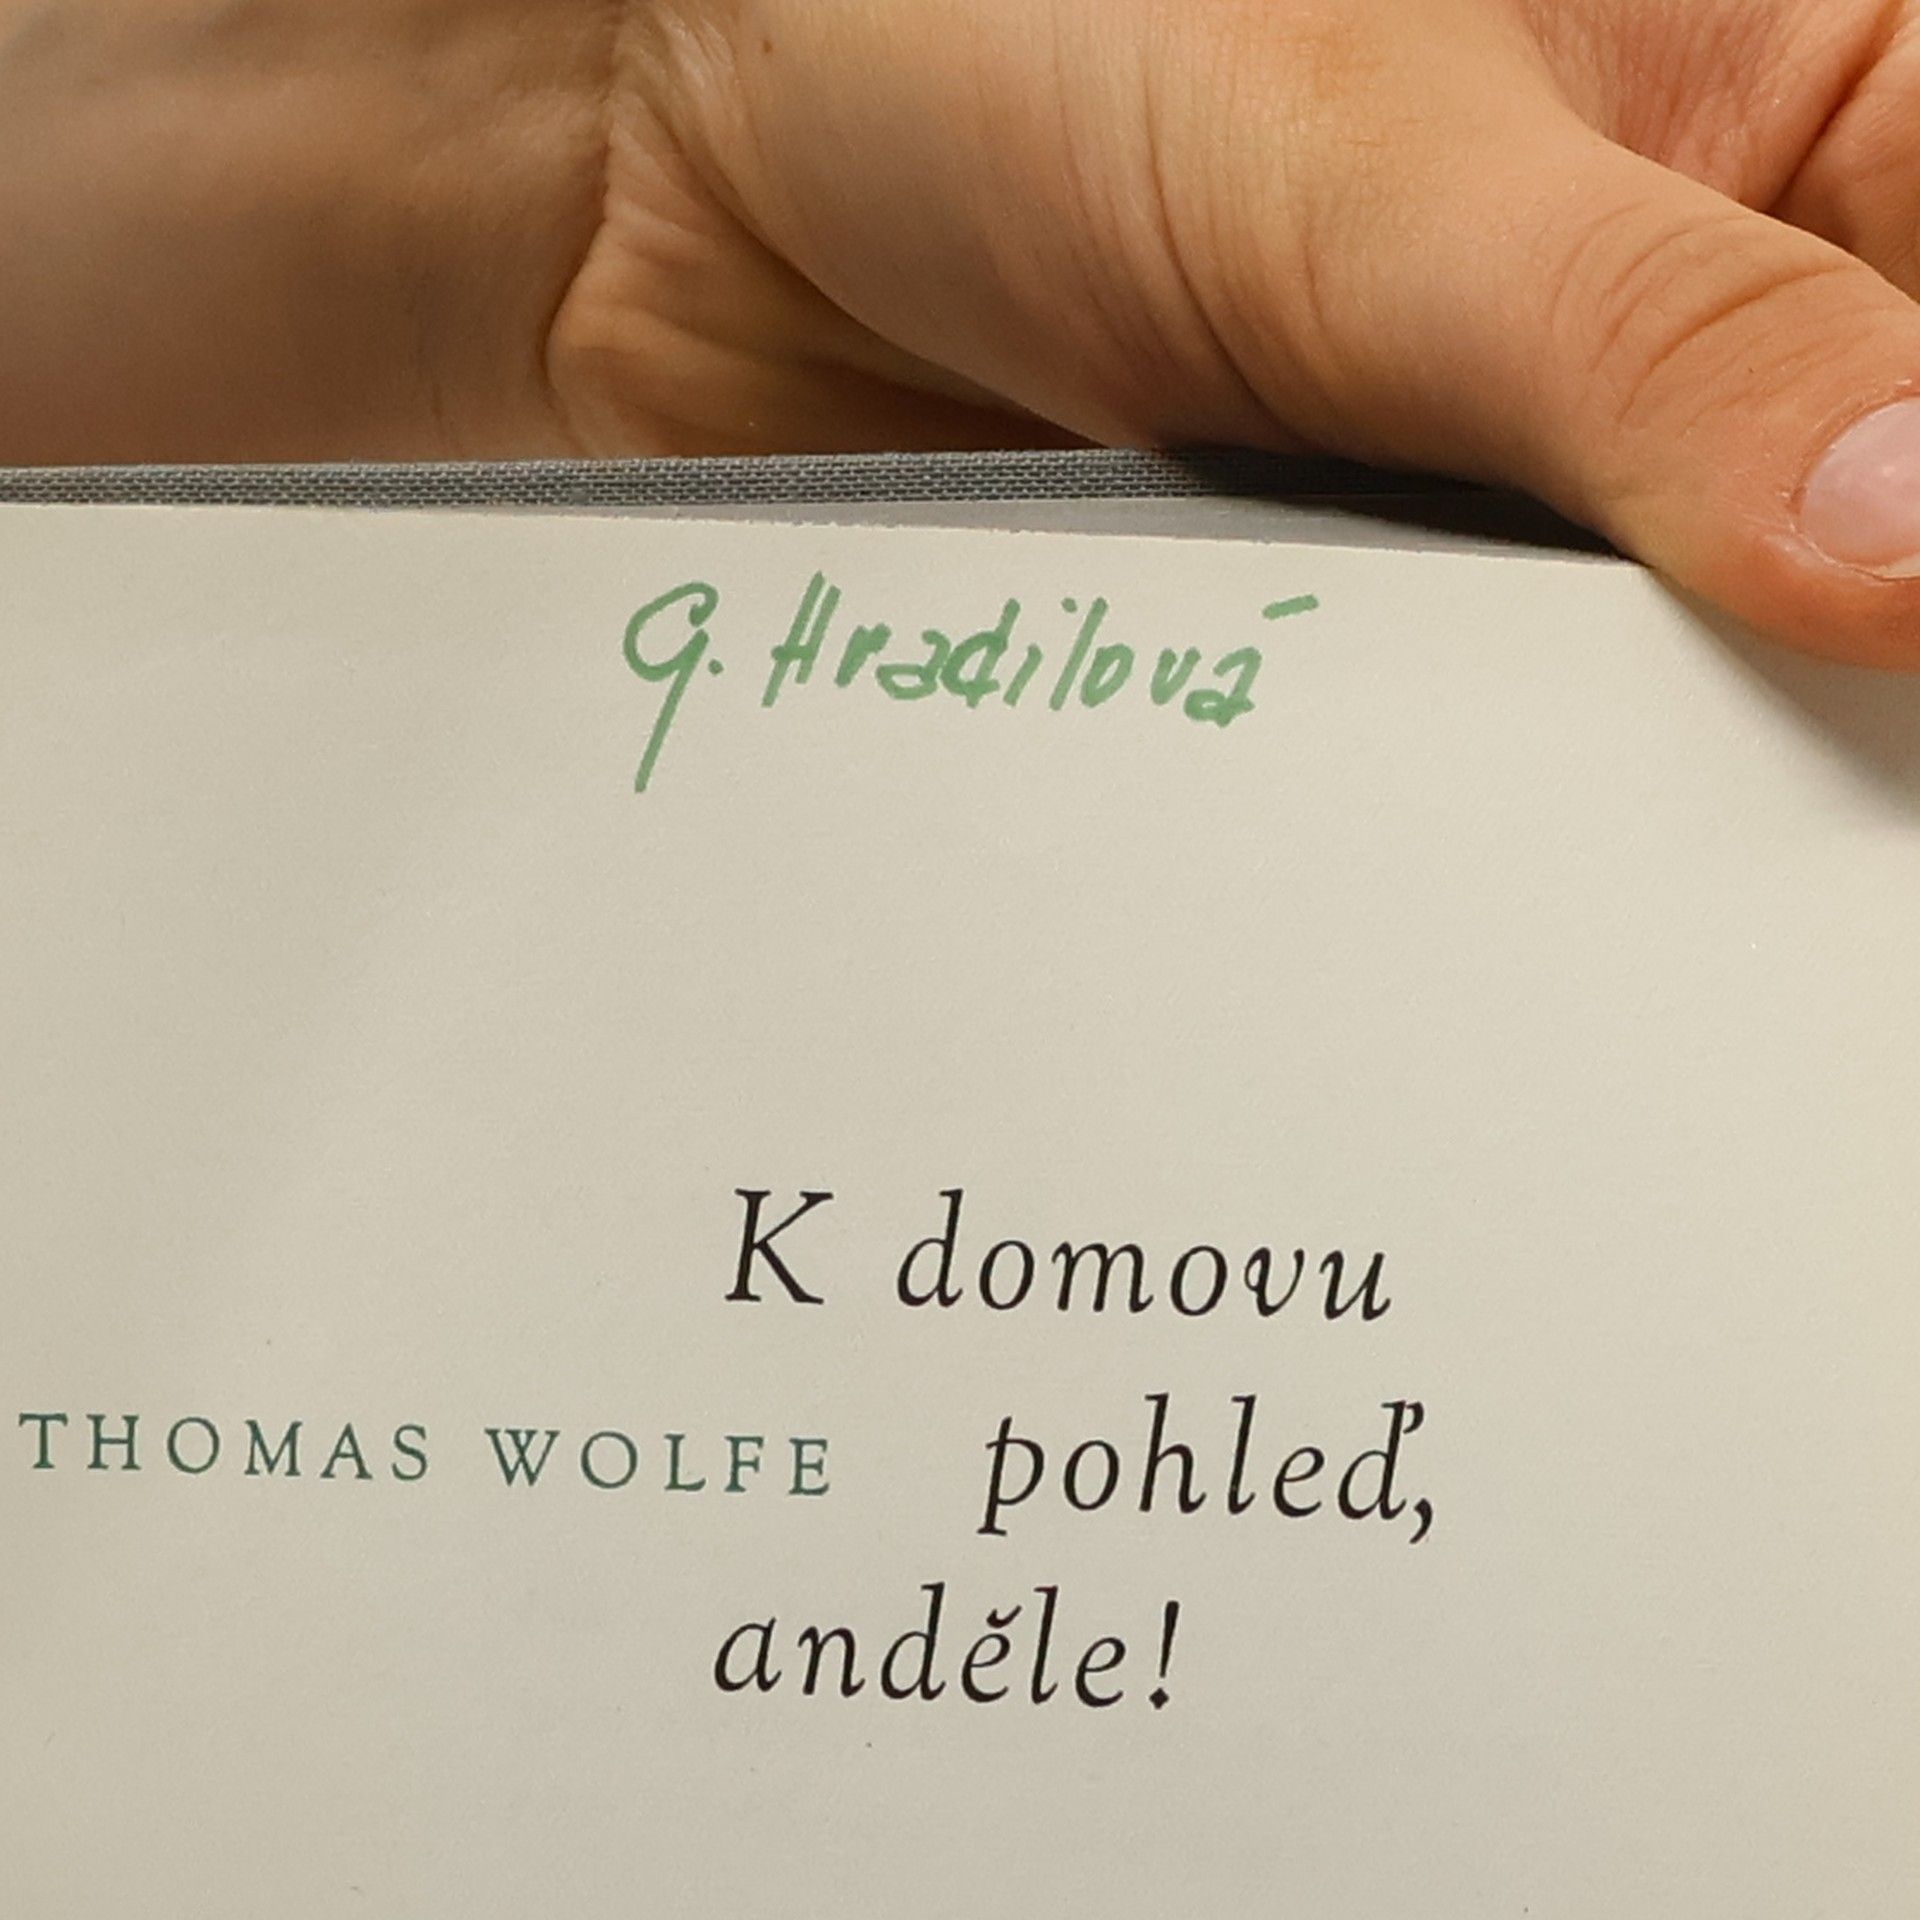 G. Hradilová
K domovu
THOMAS WOLFE pohleď,
anděle!